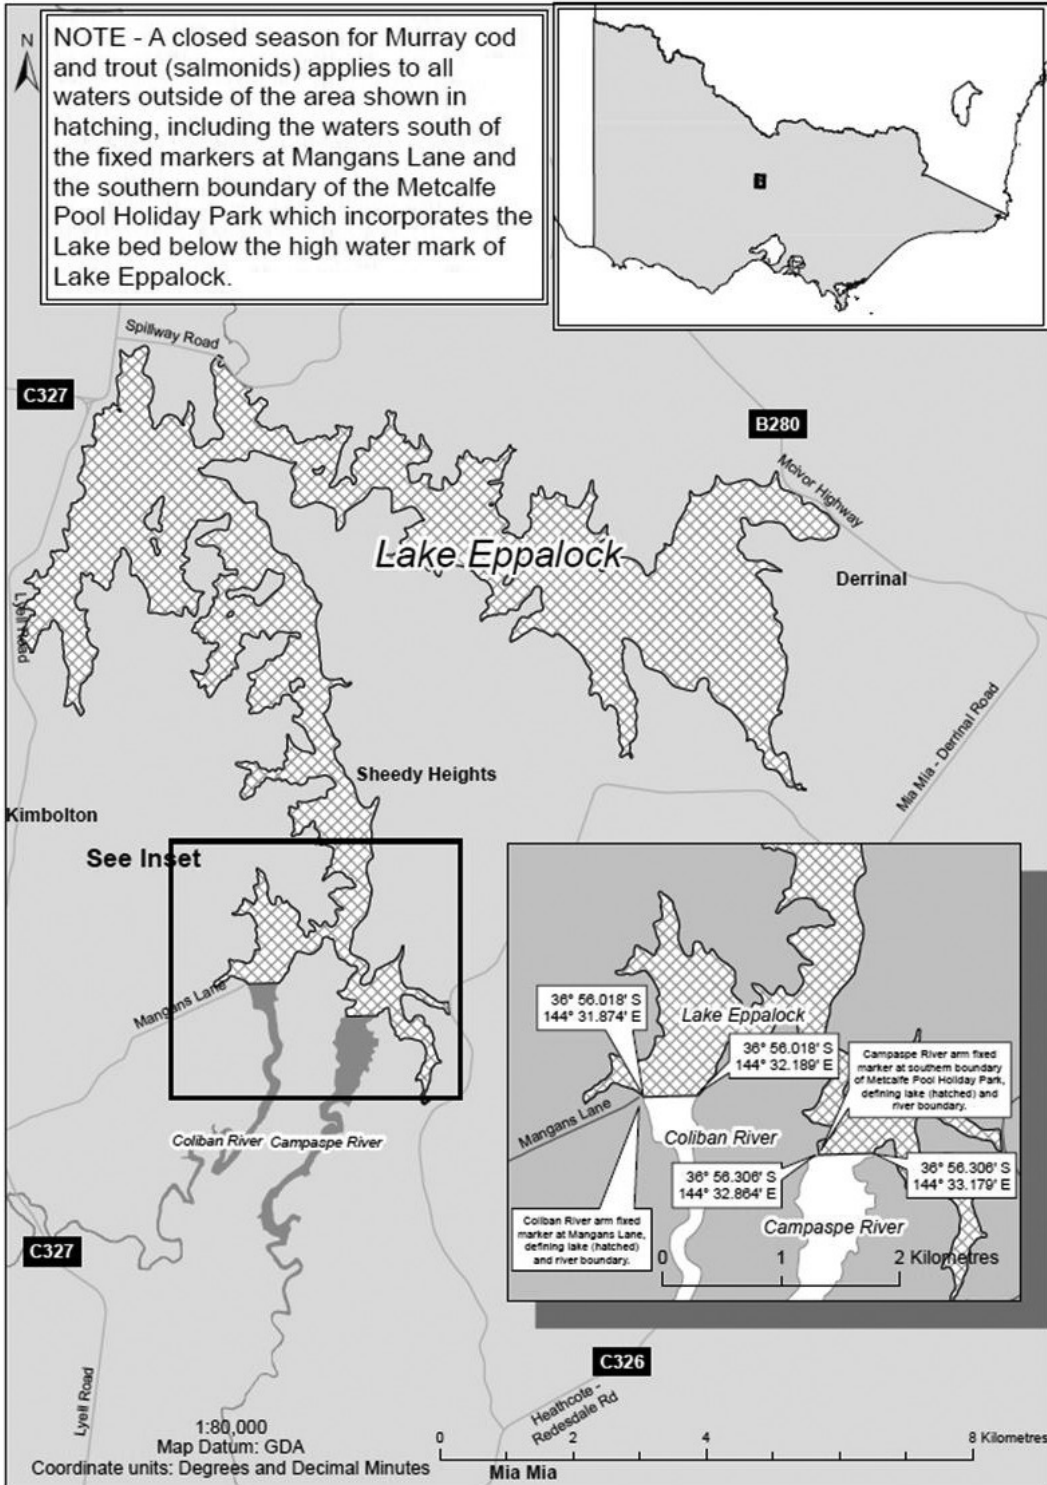 N
NOTE - A closed season for Murray cod
and trout (salmonids) applies to all
waters outside of the area shown in
hatching, including the waters south of
the fixed markers at Mangans Lane and
the southern boundary of the Metcalfe
Pool Holiday Park which incorporates the
Lake bed below the high water mark of
Lake Eppalock.
Spillway Road
C327
B280
McIvor Highway
Lake Eppalock
Derrinal
Lyell Road
Mia Mia - Derrinal Road
Sheedy Heights
Kimbolton
See Inset
Mangans Lane
Coliban River
Campaspe River
36° 56.018' S
144° 31.874' E
Lake Eppalock
36° 56.018' S
144° 32.189' E
Campaspe River arm fixed
marker at southern boundary
of Metcalfe Pool Holiday Park,
defining lake (hatched) and
river boundary.
Mangans Lane
Coliban River
36° 56.306' S
144° 32.864' E
36° 56.306' S
144° 33.179' E
Coliban River arm fixed
marker at Mangans Lane,
defining lake (hatched)
and river boundary.
Campaspe River
0 1 2 Kilometres
C327
C326
Lyell Road
Heathcote -
Redesdale Rd
1:80,000
Map Datum: GDA
Coordinate units: Degrees and Decimal Minutes
0 2 4 8 Kilometres
Mia Mia